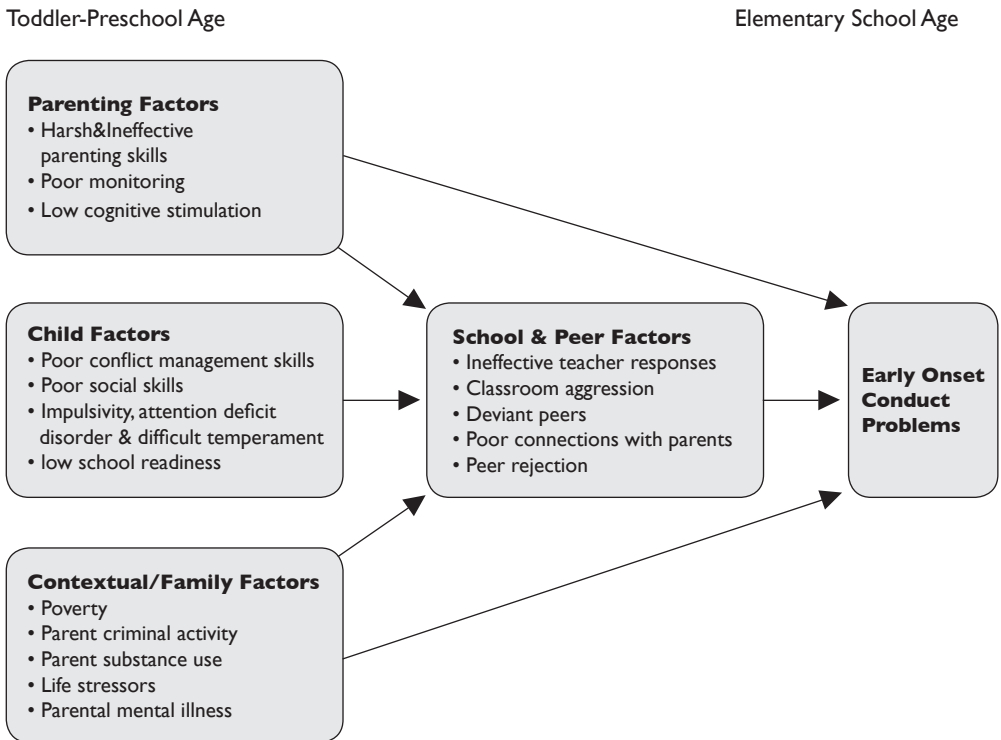 Toddler-Preschool Age
Elementary School Age
Parenting Factors
• Harsh&Ineffective
parenting skills
• Poor monitoring
• Low cognitive stimulation
Child Factors
• Poor conflict management skills
• Poor social skills
• Impulsivity, attention deficit
disorder & difficult temperament
• low school readiness
School & Peer Factors
• Ineffective teacher responses
• Classroom aggression
• Deviant peers
• Poor connections with parents
• Peer rejection
Early Onset
Conduct
Problems
Contextual/Family Factors
• Poverty
• Parent criminal activity
• Parent substance use
• Life stressors
• Parental mental illness